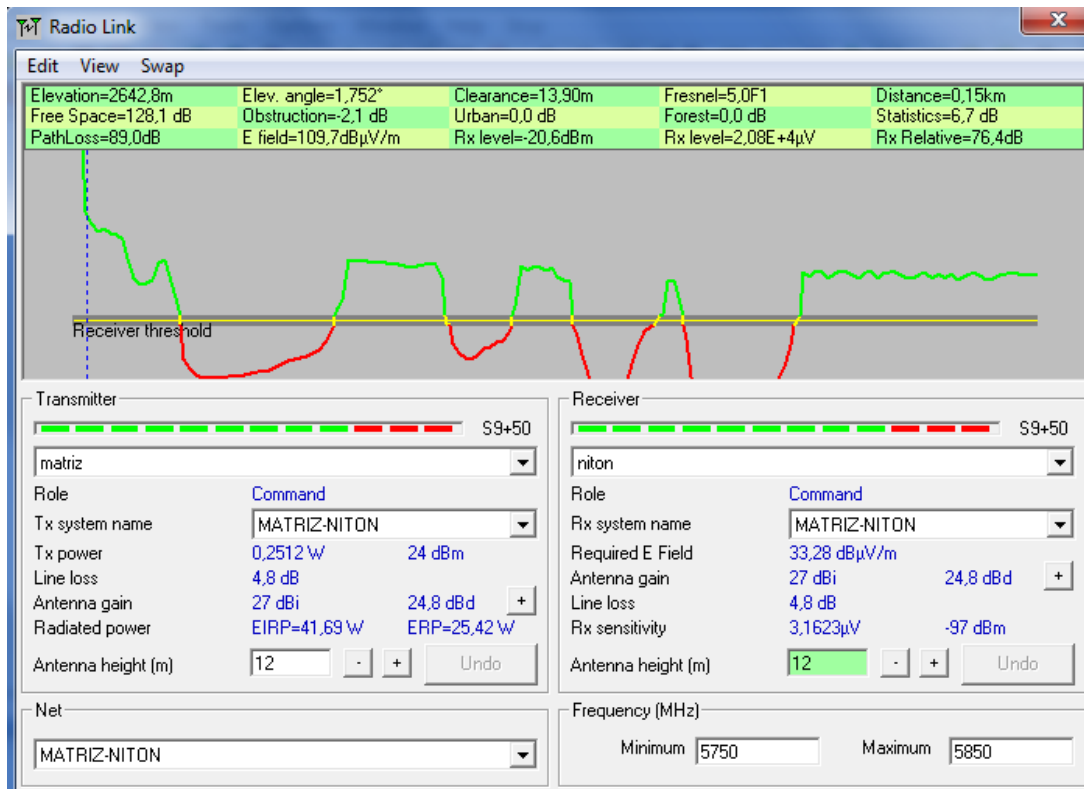 Radio Link
Edit View Swap
Elevation=2642,8m Elev. angle=1,752° Clearance=13,90m Fresnel=5,0F1 Distance=0,15km
Free Space=128,1 dB Obstruction=-2,1 dB Urban=0,0 dB Forest=0,0 dB Statistics=6,7 dB
PathLoss=89,0dB E field=109,7dBµV/m Rx level=-20,6dBm Rx level=2,08E+4µV Rx Relative=76,4dB
Receiver threshold
Transmitter
S9+50
matriz
Role Command
Tx system name MATRIZ-NITON
Tx power 0,2512 W 24 dBm
Line loss 4,8 dB
Antenna gain 27 dBi 24,8 dBd +
Radiated power EIRP=41,69 W ERP=25,42 W
Antenna height (m) 12 - + Undo
Receiver
S9+50
niton
Role Command
Rx system name MATRIZ-NITON
Required E Field 33,28 dBµV/m
Antenna gain 27 dBi 24,8 dBd +
Line loss 4,8 dB
Rx sensitivity 3,1623µV -97 dBm
Antenna height (m) 12 - + Undo
Net
MATRIZ-NITON
Frequency (MHz)
Minimum 5750 Maximum 5850